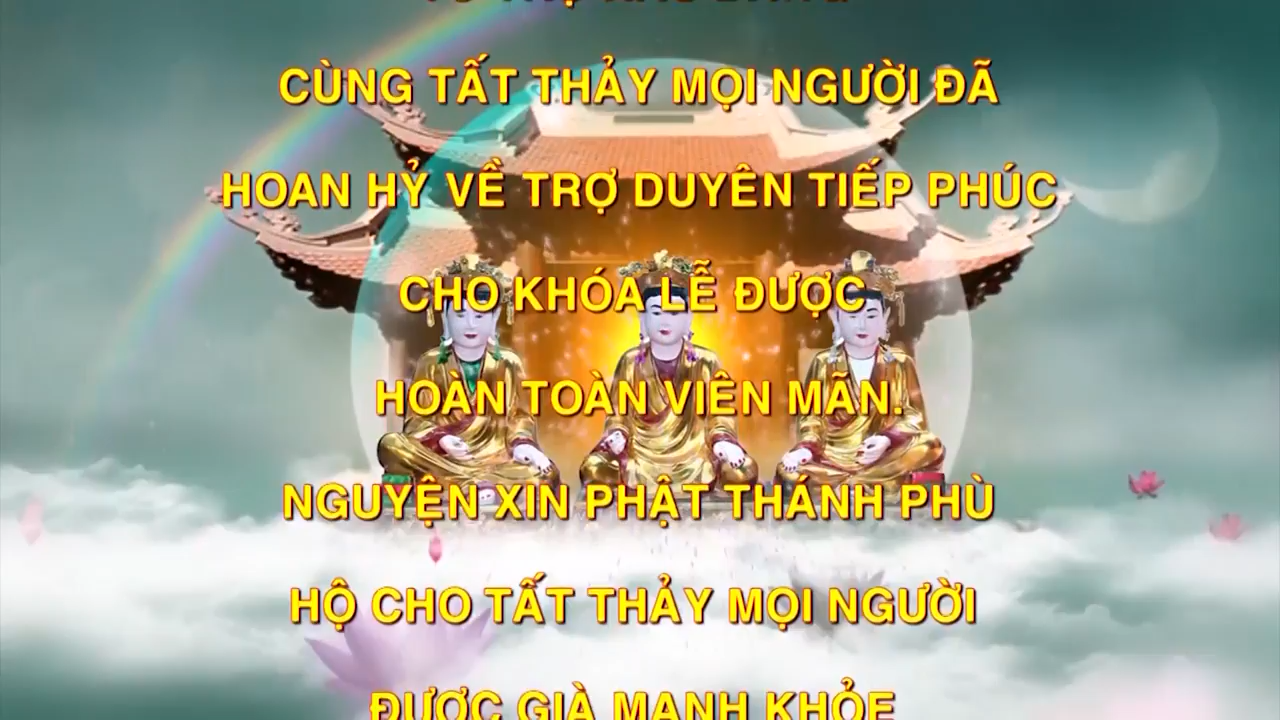 CÙNG TẤT THẢY MỌI NGƯỜI ĐÃ
HOAN HỶ VỀ TRỢ DUYÊN TIẾP PHÚC
CHO KHÓA LỄ ĐƯỢC
HOÀN TOÀN VIÊN MÃN.
NGUYỆN XIN PHẬT THÁNH PHÙ
HỘ CHO TẤT THẢY MỌI NGƯỜI
ĐƯỢC GIÀ MẠNH KHỎE